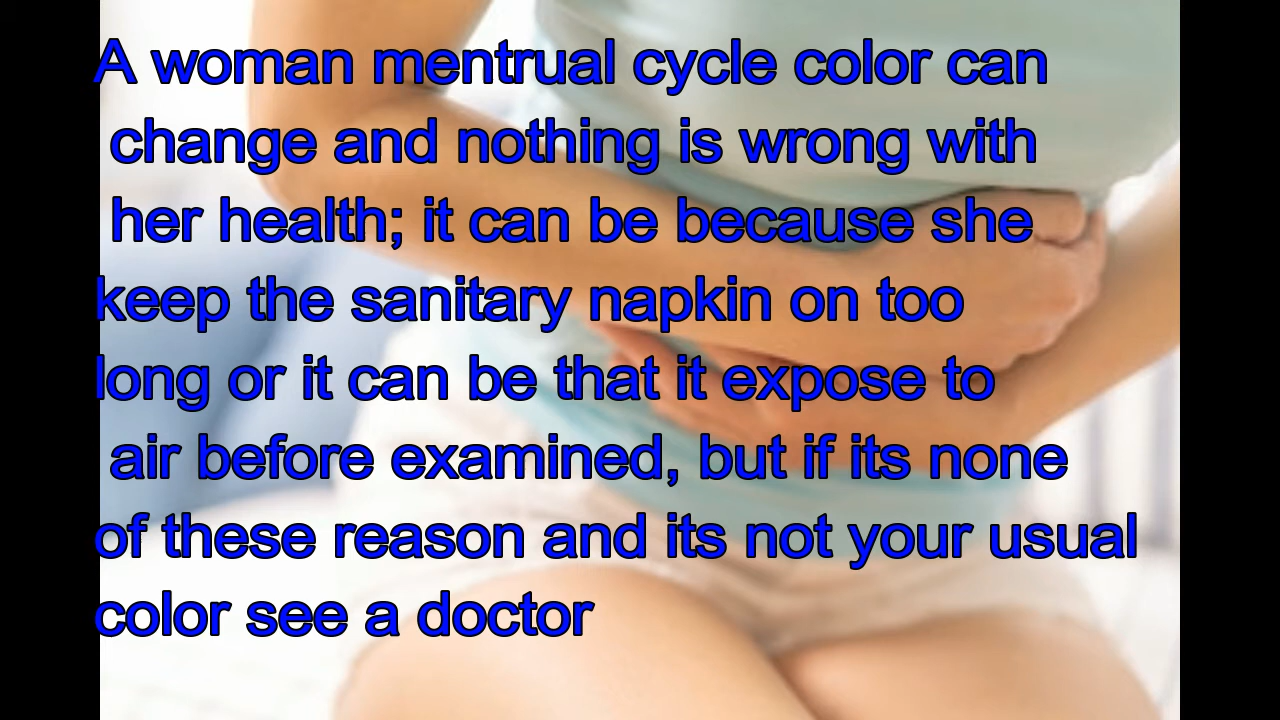 A woman mentrual cycle color can
change and nothing is wrong with
her health; it can be because she
keep the sanitary napkin on too
long or it can be that it expose to
air before examined, but if its none
of these reason and its not your usual
color see a doctor